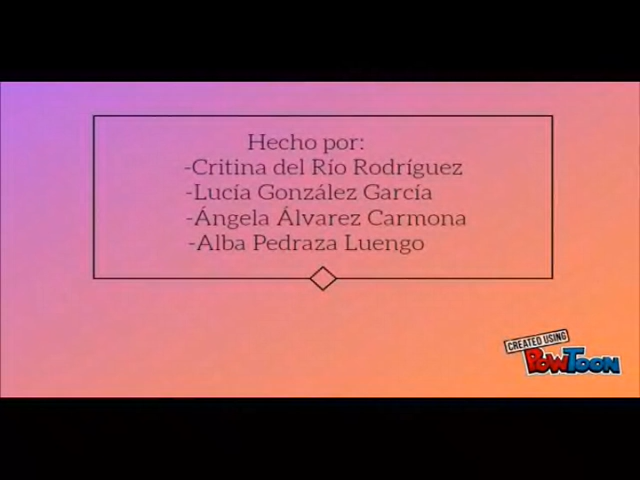 Hecho por:
-Critina del Río Rodríguez
-Lucía González García
-Ángela Álvarez Carmona
-Alba Pedraza Luengo
CREATED USING
POWTOON